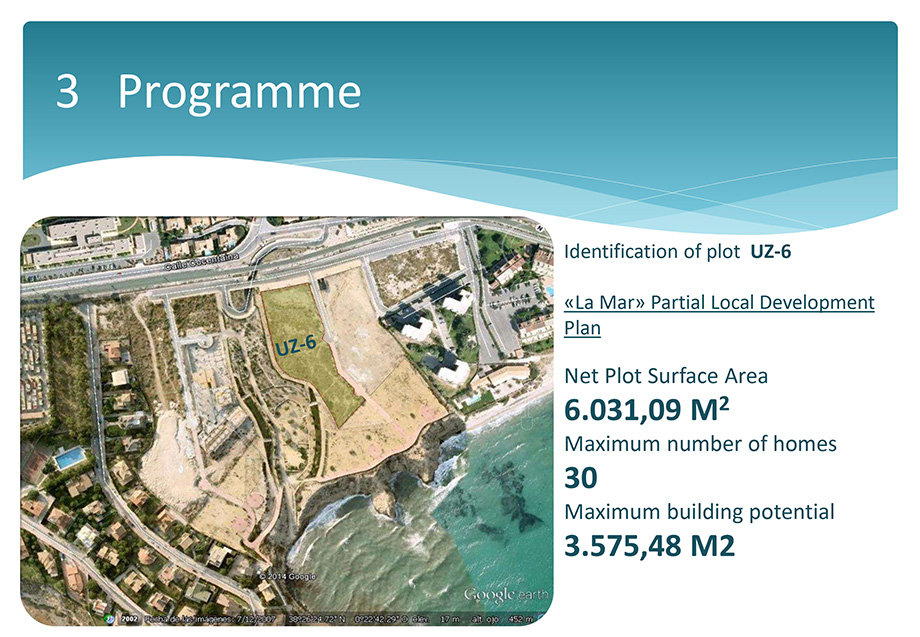 3 Programme
Calle Cosentaina
UZ-6
© 2014 Google
Google earth
2002
Fecha de las imágenes: 7/12/2007 38°26'24.72" N 0°22'42.29" O elev. 17 m alt. ojo 452 m
Identification of plot UZ-6
«La Mar» Partial Local Development
Plan
Net Plot Surface Area
6.031,09 M²
Maximum number of homes
30
Maximum building potential
3.575,48 M2